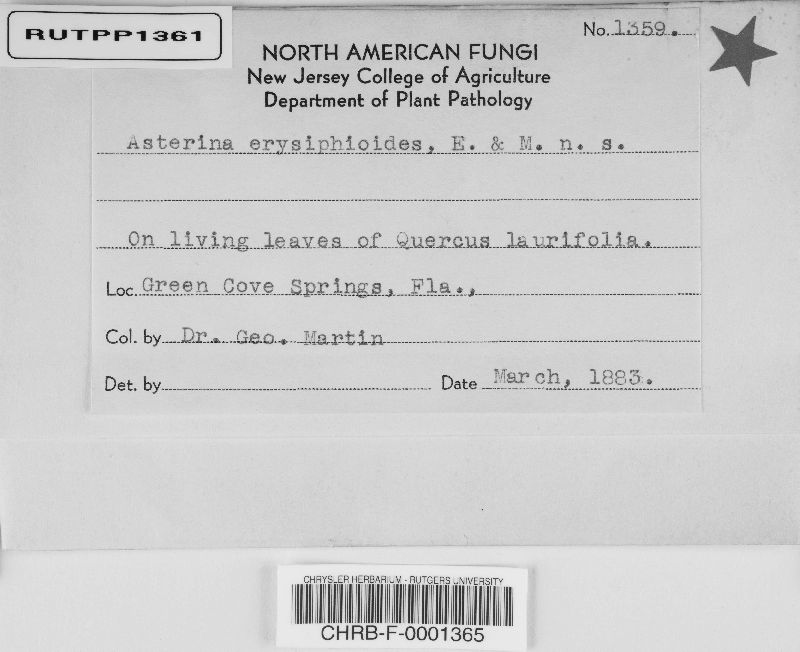 RUTPP1361
No. 1359.
NORTH AMERICAN FUNGI
New Jersey College of Agriculture
Department of Plant Pathology
Asterina erysiphioides, E. & M. n. s.
On living leaves of Quercus laurifolia.
Loc. Green Cove Springs, Fla.,
Col. by Dr. Geo. Martin
Det. by Date March, 1883.
CHRYSLER HERBARIUM - RUTGERS UNIVERSITY
CHRB-F-0001365